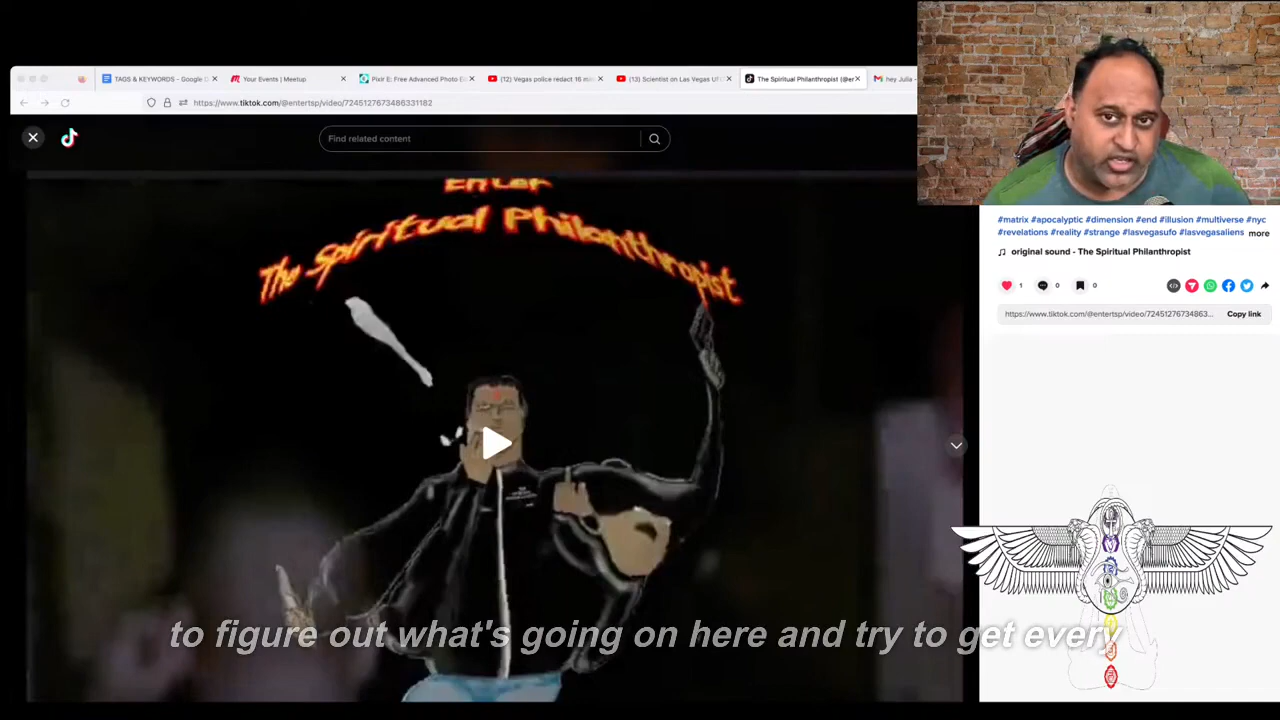 TAGS & KEYWORDS - Google D
Your Events | Meetup
Pixlr E: Free Advanced Photo E
(12) Vegas police redact 16 min
(13) Scientist on Las Vegas UF
The Spiritual Philanthropist (@er
hey Julia -
https://www.tiktok.com/@entertsp/video/7245127673486331182
Find related content
Enter
The Spiritual Philanthropist
#matrix #apocalyptic #dimension #end #illusion #multiverse #nyc
#revelations #reality #strange #lasvegasufo #lasvegasaliens more
original sound - The Spiritual Philanthropist
1
0
0
https://www.tiktok.com/@entertsp/video/72451276734863...
Copy link
to figure out what's going on here and try to get every